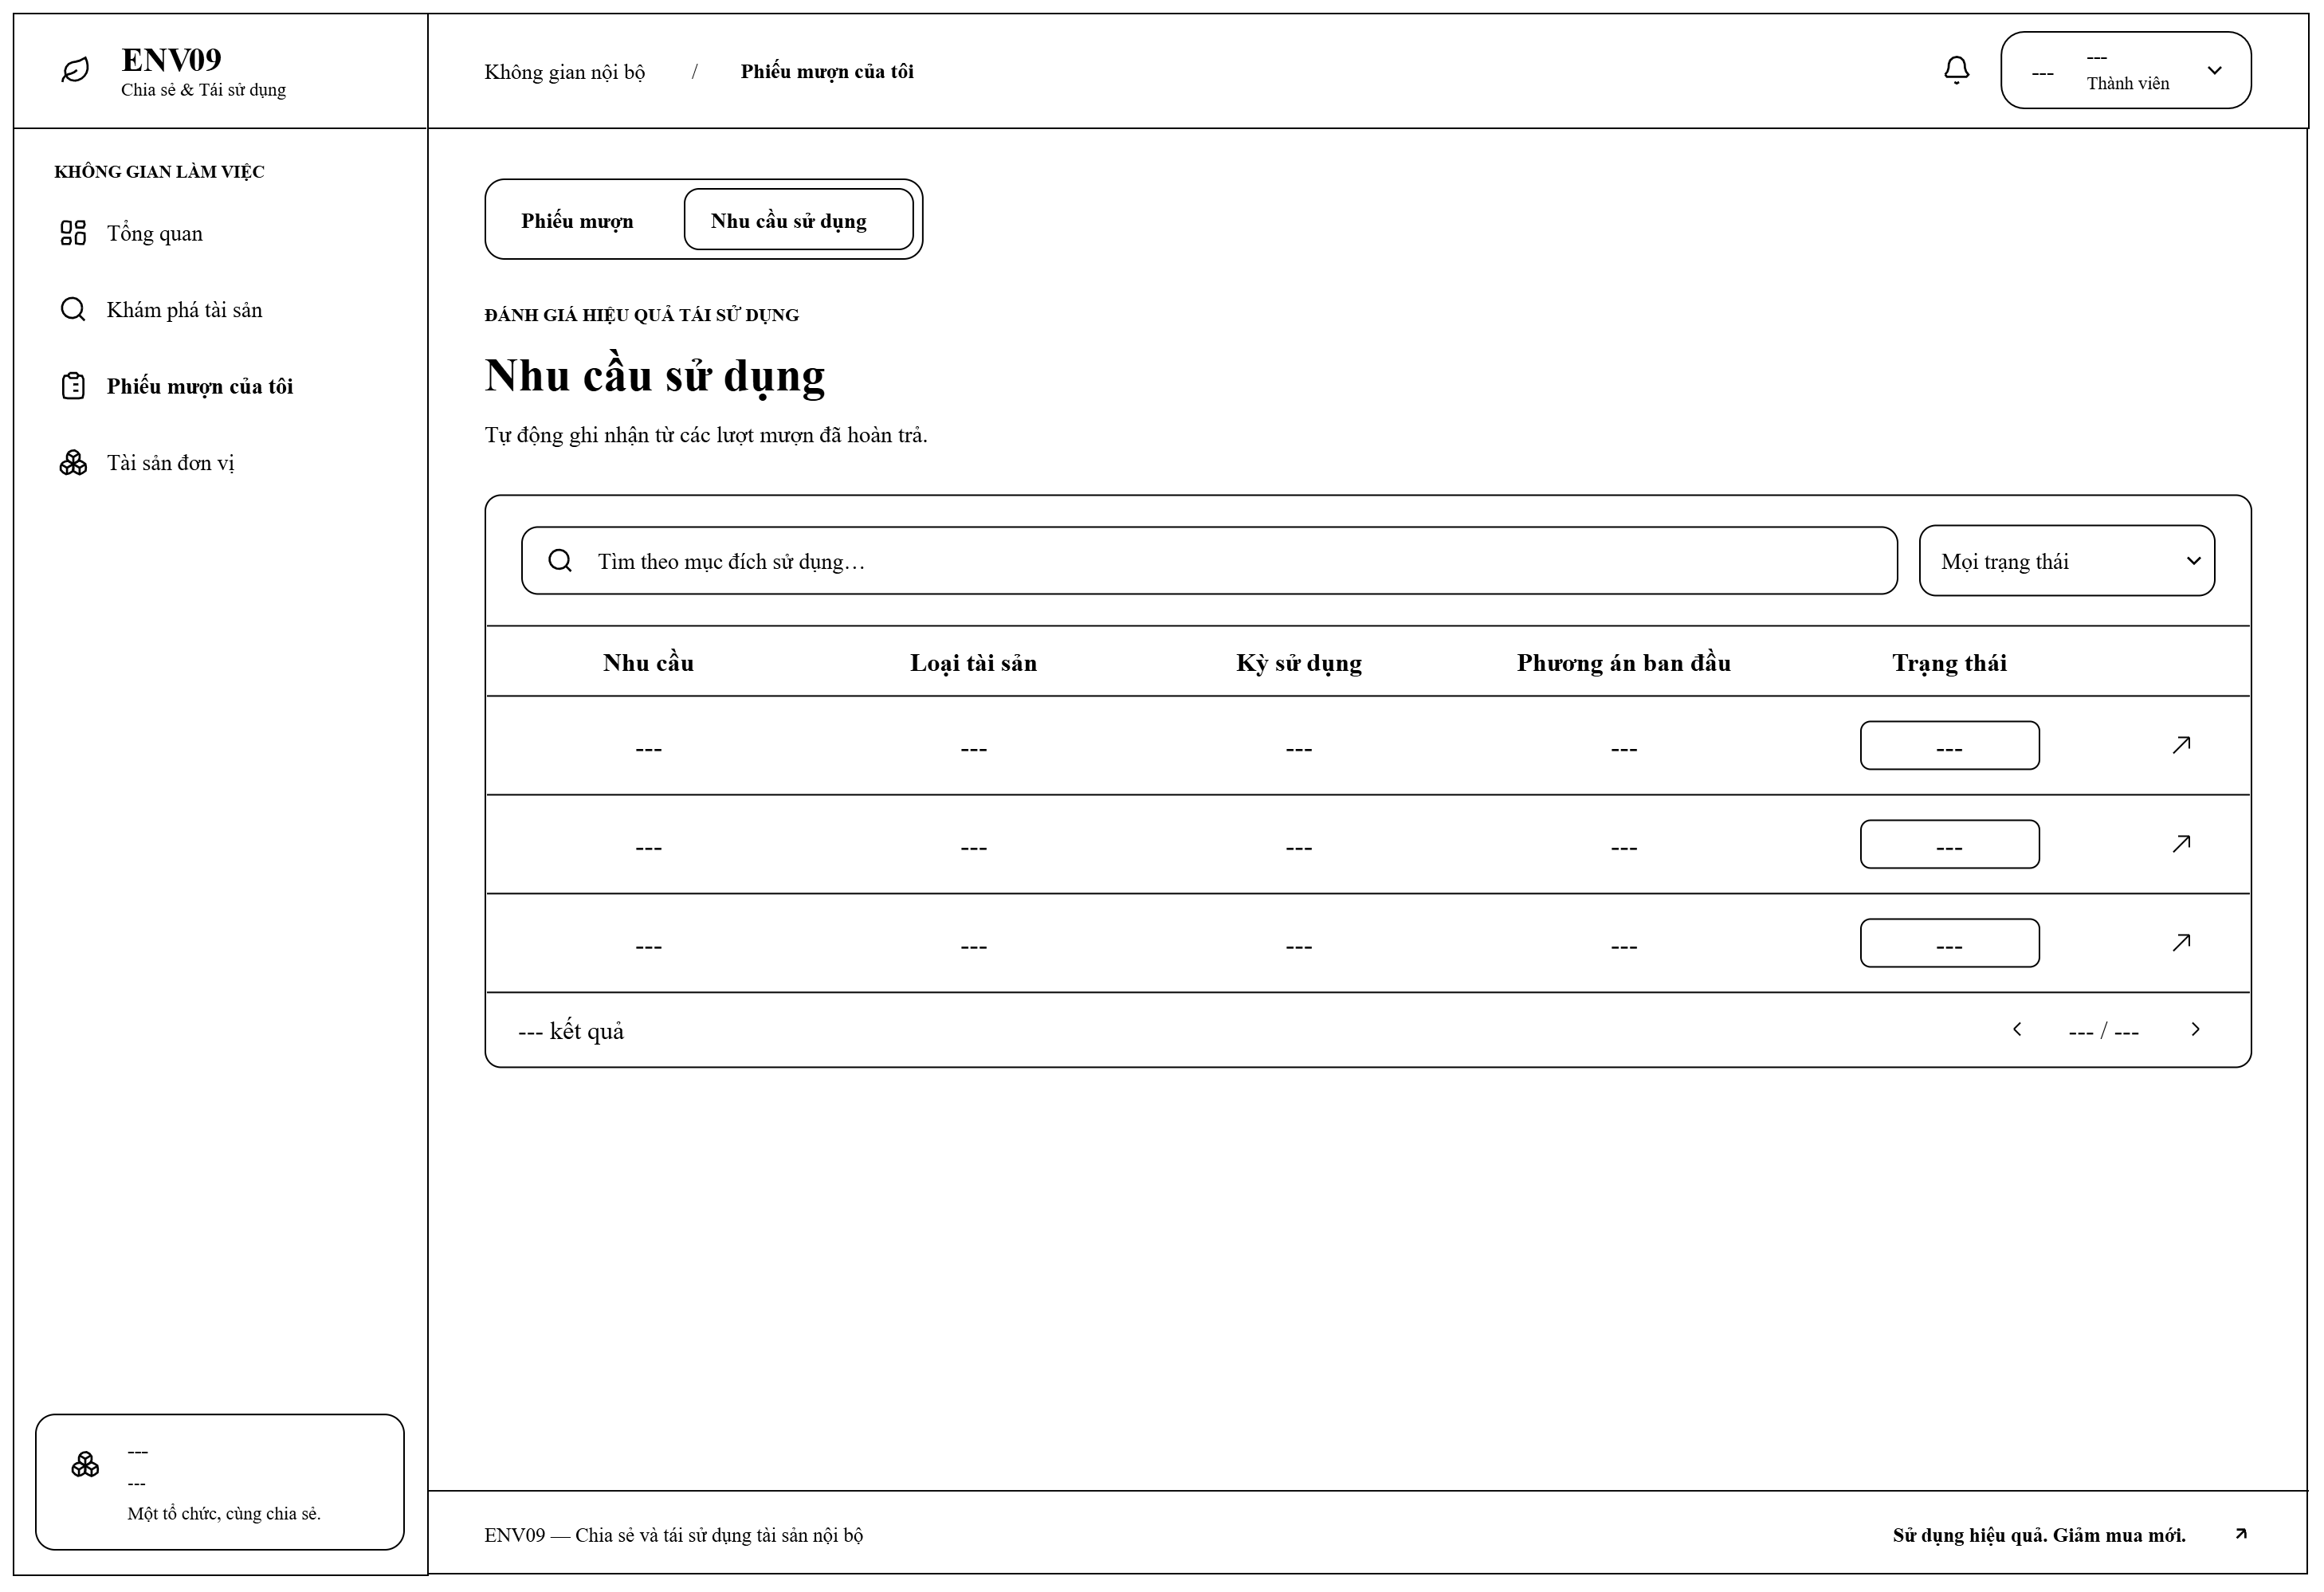 ENV09
Chia sẻ & Tái sử dụng
Không gian nội bộ / Phiếu mượn của tôi
---
---
Thành viên
KHÔNG GIAN LÀM VIỆC
Tổng quan
Khám phá tài sản
Phiếu mượn của tôi
Tài sản đơn vị
Phiếu mượn
Nhu cầu sử dụng
ĐÁNH GIÁ HIỆU QUẢ TÁI SỬ DỤNG
Nhu cầu sử dụng
Tự động ghi nhận từ các lượt mượn đã hoàn trả.
Tìm theo mục đích sử dụng…
Mọi trạng thái
Nhu cầu Loại tài sản Kỳ sử dụng Phương án ban đầu Trạng thái
--- --- --- --- ---
--- --- --- --- ---
--- --- --- --- ---
--- kết quả
--- / ---
---
---
Một tổ chức, cùng chia sẻ.
ENV09 — Chia sẻ và tái sử dụng tài sản nội bộ
Sử dụng hiệu quả. Giảm mua mới.